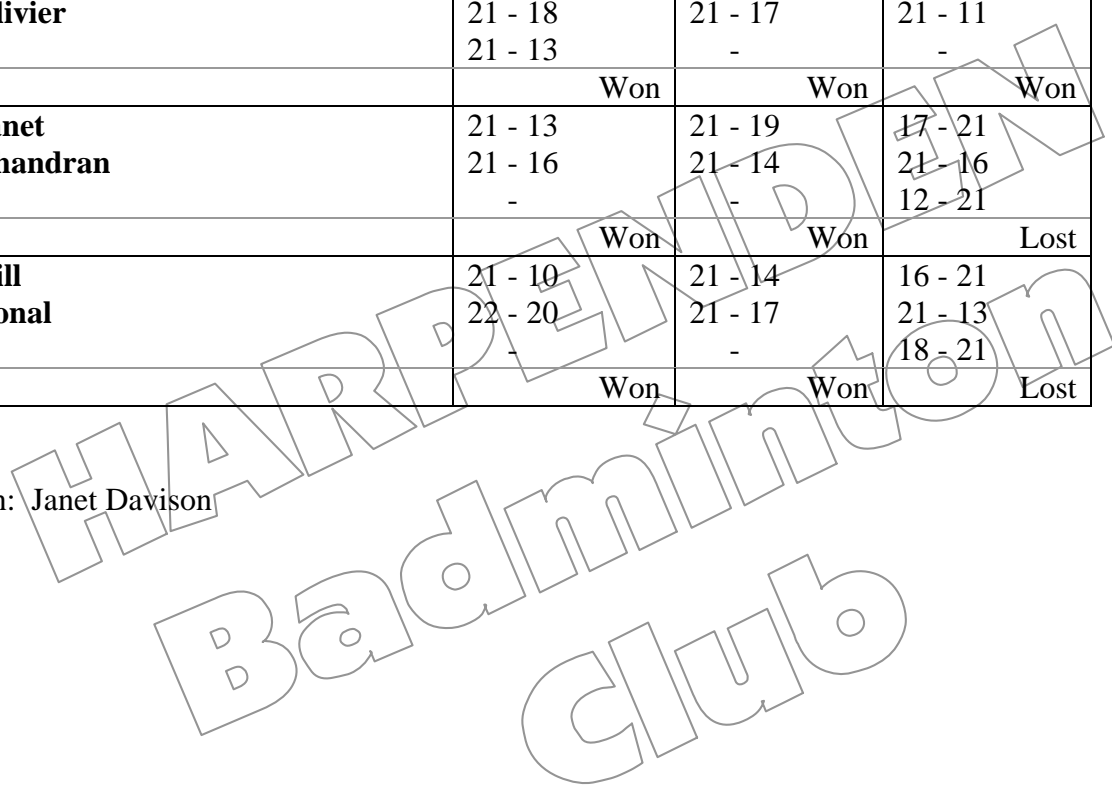 livier 21 - 18 21 - 17 21 - 11
21 - 13 - -
Won Won Won
anet 21 - 13 21 - 19 17 - 21
handran 21 - 16 21 - 14 21 - 16
- - 12 - 21
Won Won Lost
ill 21 - 10 21 - 14 16 - 21
onal 22 - 20 21 - 17 21 - 13
- - 18 - 21
Won Won Lost
n: Janet Davison
HARPENDEN
Badminton
Club